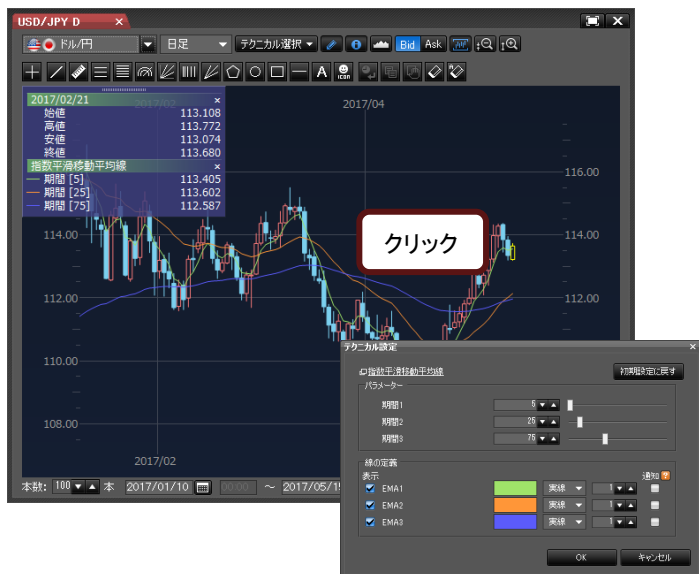 USD/JPY D ×
ドル/円 日足 テクニカル選択 Bid Ask
A ICON
2017/02/21 ×
始値 113.108
高値 113.772
安値 113.074
終値 113.680
指数平滑移動平均線 ×
期間 [5] 113.405
期間 [25] 113.602
期間 [75] 112.587
2017/04
116.00
114.00 114.00
クリック
112.00 112.00
110.00
108.00
2017/02
本数: 100 本 2017/01/10 00:00 ～ 2017/05/15
テクニカル設定 ×
指数平滑移動平均線 初期設定に戻す
パラメーター
期間1 5
期間2 25
期間3 75
線の定義
表示 通知 ?
EMA1 実線 1
EMA2 実線 1
EMA3 実線 1
OK キャンセル